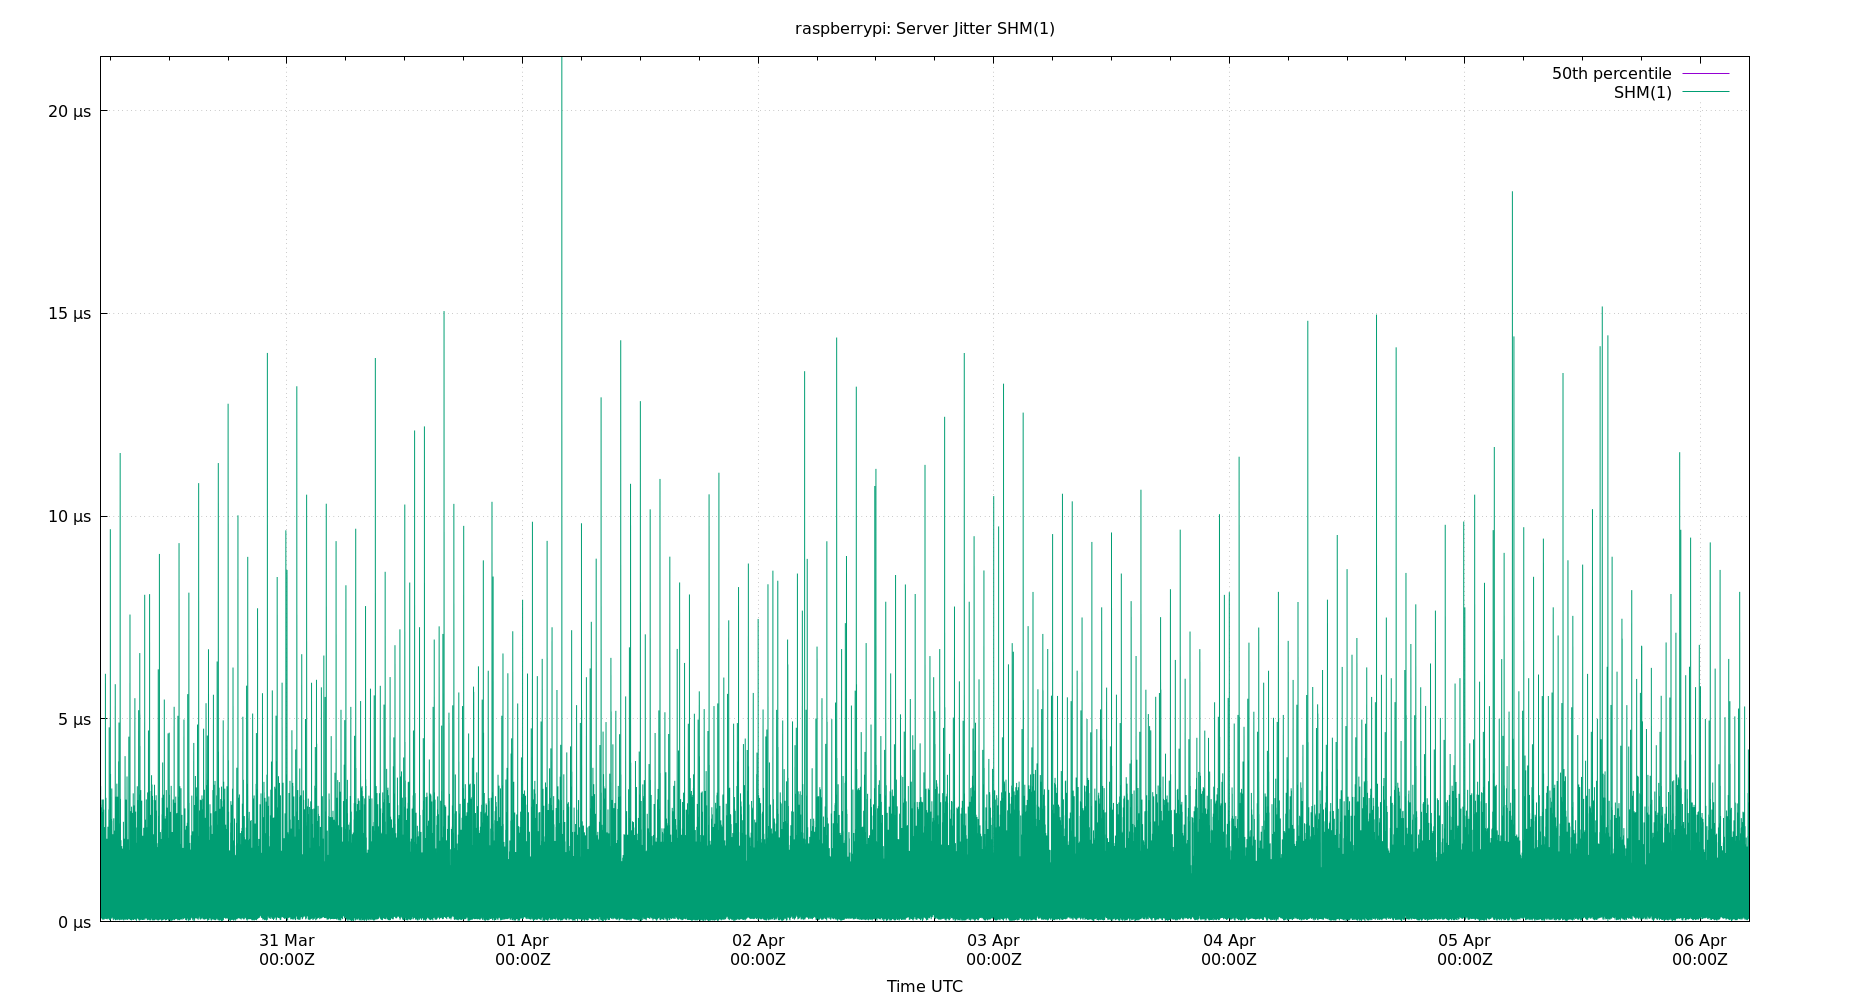 raspberrypi: Server Jitter SHM(1)
50th percentile
SHM(1)
20 µs
15 µs
10 µs
5 µs
0 µs
31 Mar 01 Apr 02 Apr 03 Apr 04 Apr 05 Apr 06 Apr
00:00Z 00:00Z 00:00Z 00:00Z 00:00Z 00:00Z 00:00Z
Time UTC